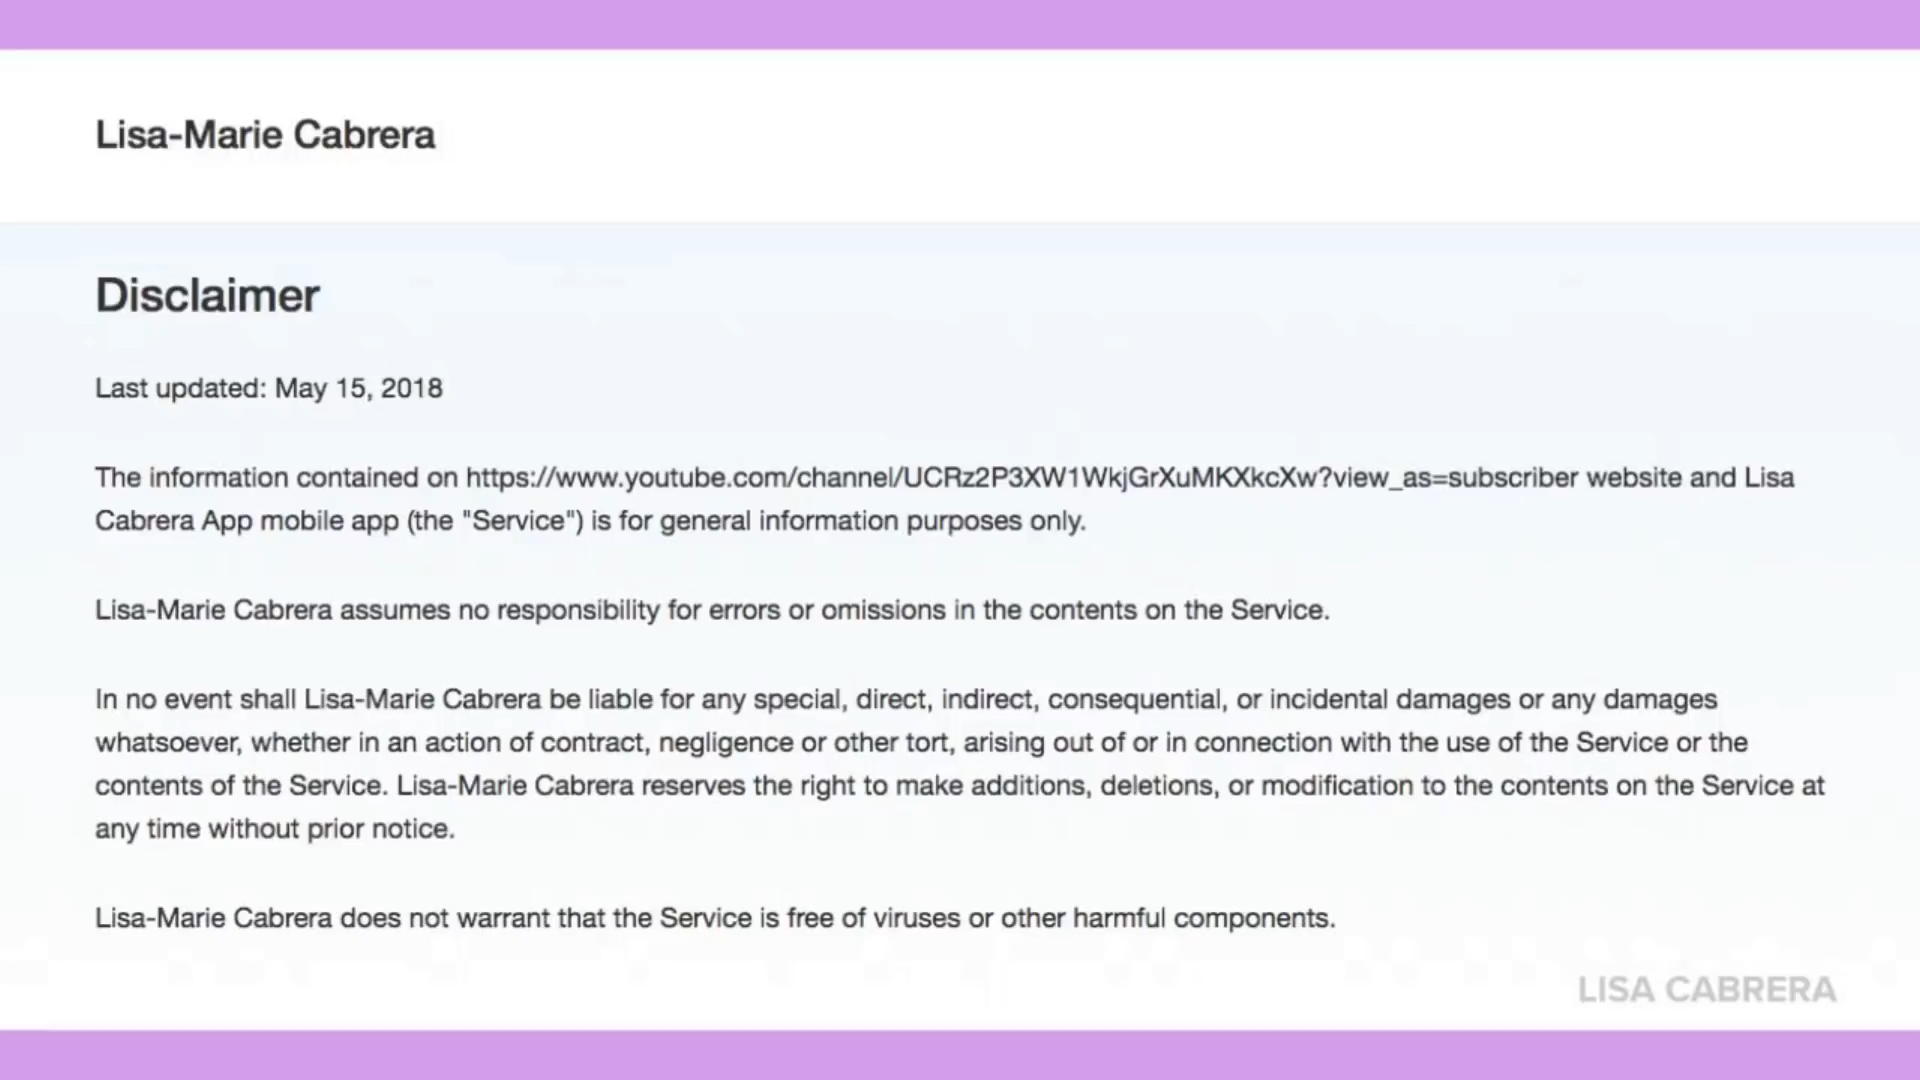 Lisa-Marie Cabrera
Disclaimer
Last updated: May 15, 2018
The information contained on https://www.youtube.com/channel/UCRz2P3XW1WkjGrXuMKXkcXw?view_as=subscriber website and Lisa
Cabrera App mobile app (the "Service") is for general information purposes only.
Lisa-Marie Cabrera assumes no responsibility for errors or omissions in the contents on the Service.
In no event shall Lisa-Marie Cabrera be liable for any special, direct, indirect, consequential, or incidental damages or any damages
whatsoever, whether in an action of contract, negligence or other tort, arising out of or in connection with the use of the Service or the
contents of the Service. Lisa-Marie Cabrera reserves the right to make additions, deletions, or modification to the contents on the Service at
any time without prior notice.
Lisa-Marie Cabrera does not warrant that the Service is free of viruses or other harmful components.
LISA CABRERA